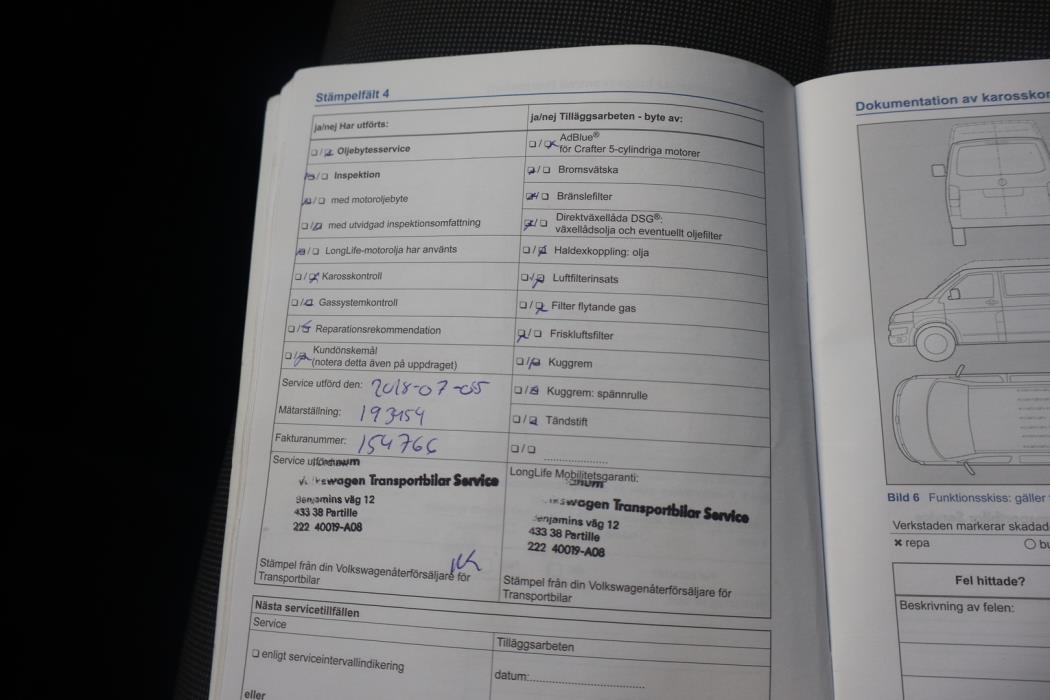 Stämpelfält 4
ja/nej Har utförts:
☐/☑ Oljebytesservice
☑/☐ Inspektion
☑/☐ med motoroljebyte
☐/☑ med utvidgad inspektionsomfattning
☑/☐ LongLife-motorolja har använts
☐/☑ Karosskontroll
☐/☑ Gassystemkontroll
☐/☑ Reparationsrekommendation
☐/☑ Kundönskemål
(notera detta även på uppdraget)
Service utförd den: 2018-07-05
Mätarställning: 193154
Fakturanummer: 154766
Service utförd
Volkswagen Transportbilar Service
Benjamins väg 12
433 38 Partille
222 40019-A08
Stämpel från din Volkswagenåterförsäljare för
Transportbilar
ja/nej Tilläggsarbeten - byte av:
☐/☑ AdBlue®
för Crafter 5-cylindriga motorer
☑/☐ Bromsvätska
☑/☐ Bränslefilter
☑/☐ Direktväxellåda DSG®:
växellådsolja och eventuellt oljefilter
☐/☑ Haldexkoppling: olja
☐/☑ Luftfilterinsats
☐/☑ Filter flytande gas
☑/☐ Friskluftsfilter
☐/☑ Kuggrem
☐/☑ Kuggrem: spännrulle
☐/☑ Tändstift
☐/☐ ....................
LongLife Mobilitetsgaranti:
Volkswagen Transportbilar Service
Benjamins väg 12
433 38 Partille
222 40019-A08
Stämpel från din Volkswagenåterförsäljare för
Transportbilar
Nästa servicetillfällen
Service
☐ enligt serviceintervallindikering
eller
Tilläggsarbeten
datum:..............................
Dokumentation av
Bild 6 Funktionsskiss: gäller
Verkstaden markerar
✖ repa
Fel hittade?
Beskrivning av felen: